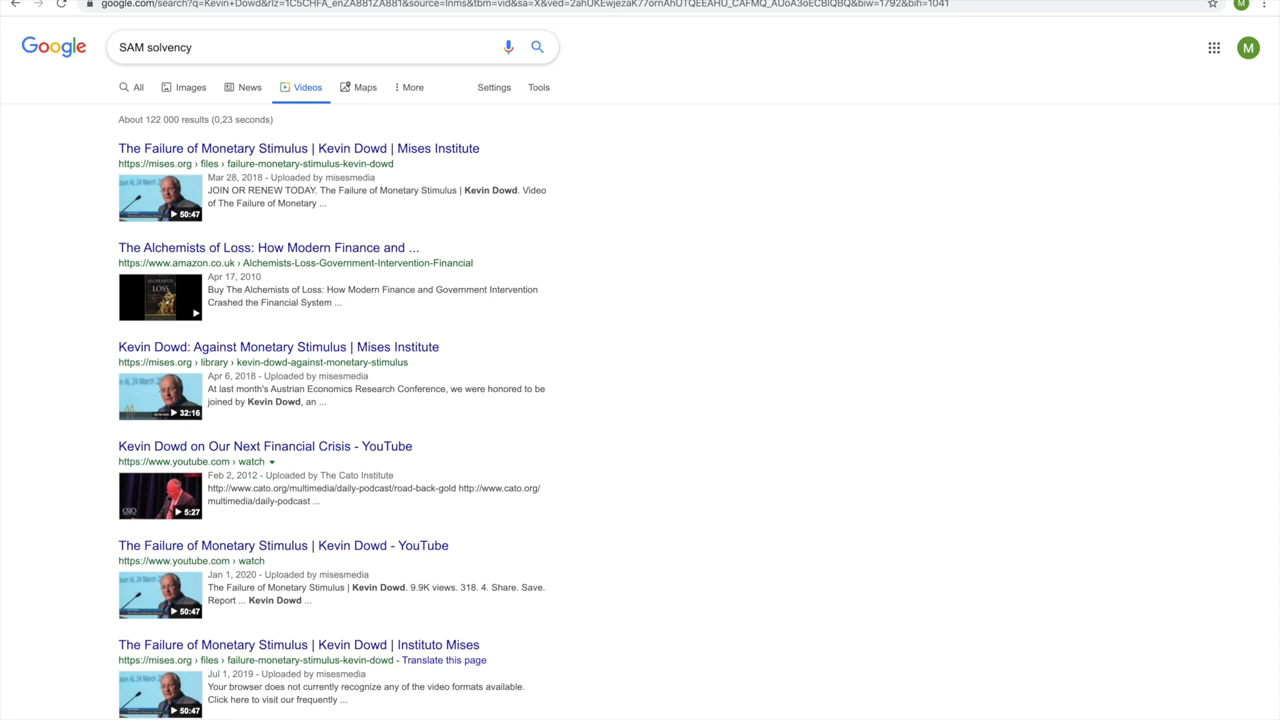 google.com/search?q=Kevin+Dowd&rlz=1C5CHFA_enZA881ZA881&source=lnms&tbm=vid&sa=X&ved=2ahUKEwjezaK77ornAhUTQEEAHU_CAFMQ_AUoA3oECBIQBQ&biw=1792&bih=1041
M
Google
SAM solvency
M
All
Images
News
Videos
Maps
More
Settings
Tools
About 122 000 results (0,23 seconds)
The Failure of Monetary Stimulus | Kevin Dowd | Mises Institute
https://mises.org › files › failure-monetary-stimulus-kevin-dowd
Mar 28, 2018 - Uploaded by misesmedia
JOIN OR RENEW TODAY. The Failure of Monetary Stimulus | Kevin Dowd. Video
of The Failure of Monetary ...
50:47
The Alchemists of Loss: How Modern Finance and ...
https://www.amazon.co.uk › Alchemists-Loss-Government-Intervention-Financial
Apr 17, 2010
Buy The Alchemists of Loss: How Modern Finance and Government Intervention
Crashed the Financial System ...
ALCHEMISTS
LOSS
Kevin Dowd: Against Monetary Stimulus | Mises Institute
https://mises.org › library › kevin-dowd-against-monetary-stimulus
Apr 6, 2018 - Uploaded by misesmedia
At last month's Austrian Economics Research Conference, we were honored to be
joined by Kevin Dowd, an ...
32:16
Kevin Dowd on Our Next Financial Crisis - YouTube
https://www.youtube.com › watch
Feb 2, 2012 - Uploaded by The Cato Institute
http://www.cato.org/multimedia/daily-podcast/road-back-gold http://www.cato.org/
multimedia/daily-podcast ...
CATO
5:27
The Failure of Monetary Stimulus | Kevin Dowd - YouTube
https://www.youtube.com › watch
Jan 1, 2020 - Uploaded by misesmedia
The Failure of Monetary Stimulus | Kevin Dowd. 9.9K views. 318. 4. Share. Save.
Report ... Kevin Dowd ...
50:47
The Failure of Monetary Stimulus | Kevin Dowd | Instituto Mises
https://mises.org › files › failure-monetary-stimulus-kevin-dowd - Translate this page
Jul 1, 2019 - Uploaded by misesmedia
Your browser does not currently recognize any of the video formats available.
Click here to visit our frequently ...
50:47